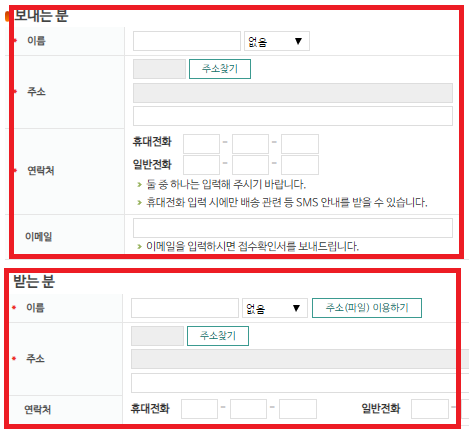 보내는 분
이름 없음 ▼
주소 주소찾기
연락처 휴대전화 - -
일반전화 - -
» 둘 중 하나는 입력해 주시기 바랍니다.
» 휴대전화 입력 시에만 배송 관련 등 SMS 안내를 받을 수 있습니다.
이메일
» 이메일을 입력하시면 접수확인서를 보내드립니다.
받는 분
이름 없음 ▼ 주소(파일) 이용하기
주소 주소찾기
연락처 휴대전화 - - 일반전화 -